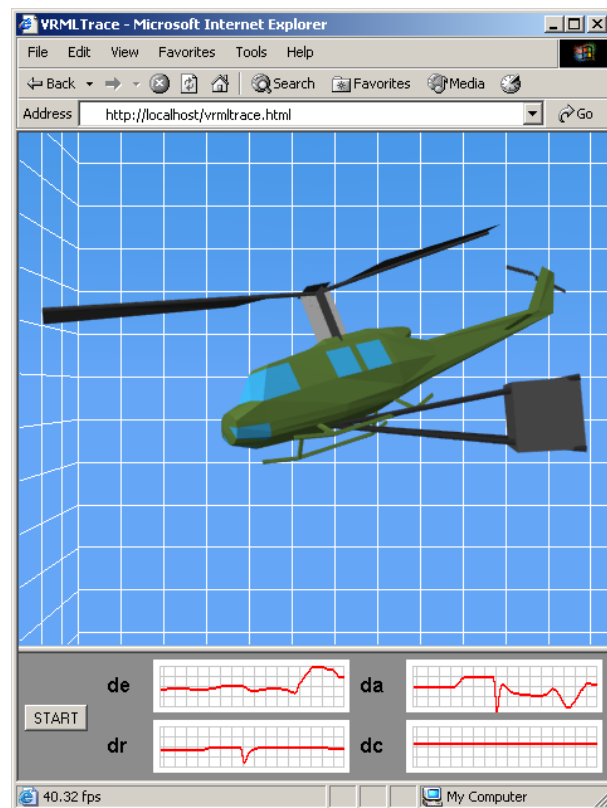 VRMLTrace - Microsoft Internet Explorer
File Edit View Favorites Tools Help
Back Search Favorites Media
Address http://localhost/vrmltrace.html Go
de da
START
dr dc
40.32 fps My Computer